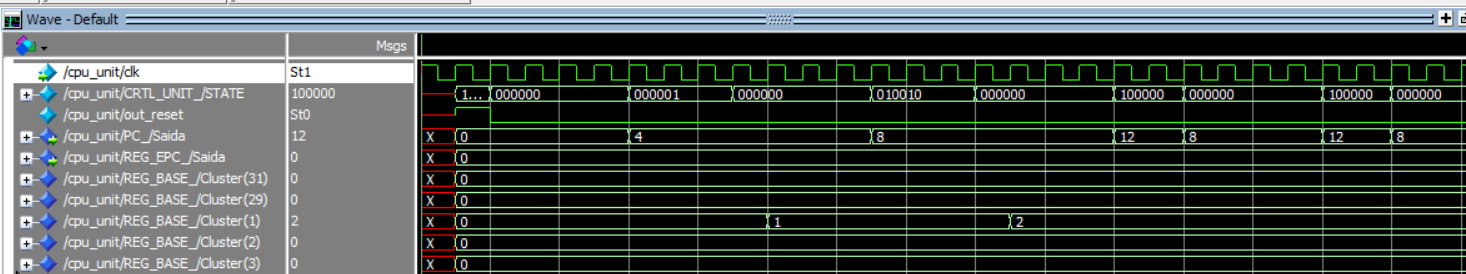 Wave - Default
Msgs
/cpu_unit/clk St1
/cpu_unit/CRTL_UNIT_/STATE 100000 1... 000000 000001 000000 010010 000000 100000 000000 100000 000000
/cpu_unit/out_reset St0
/cpu_unit/PC_/Saida 12 X 0 4 8 12 8 12 8
/cpu_unit/REG_EPC_/Saida 0 X 0
/cpu_unit/REG_BASE_/Cluster(31) 0 X 0
/cpu_unit/REG_BASE_/Cluster(29) 0 X 0
/cpu_unit/REG_BASE_/Cluster(1) 2 X 0 1 2
/cpu_unit/REG_BASE_/Cluster(2) 0 X 0
/cpu_unit/REG_BASE_/Cluster(3) 0 X 0